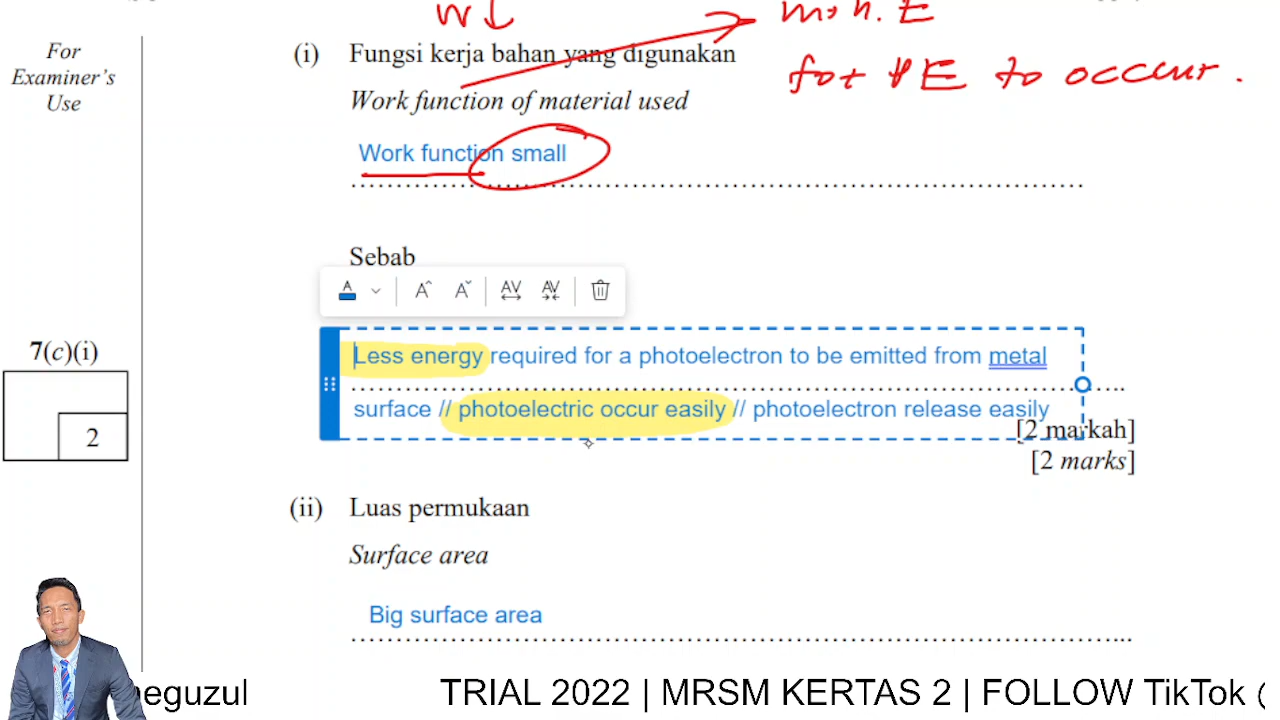 W↓
min. E
for PE to occur.
For
Examiner's
Use
(i) Fungsi kerja bahan yang digunakan
Work function of material used
Work function small
Sebab
7(c)(i)
2
Less energy required for a photoelectron to be emitted from metal
surface // photoelectric occur easily // photoelectron release easily
[2 markah]
[2 marks]
(ii) Luas permukaan
Surface area
Big surface area
TRIAL 2022 | MRSM KERTAS 2 | FOLLOW TikTok @